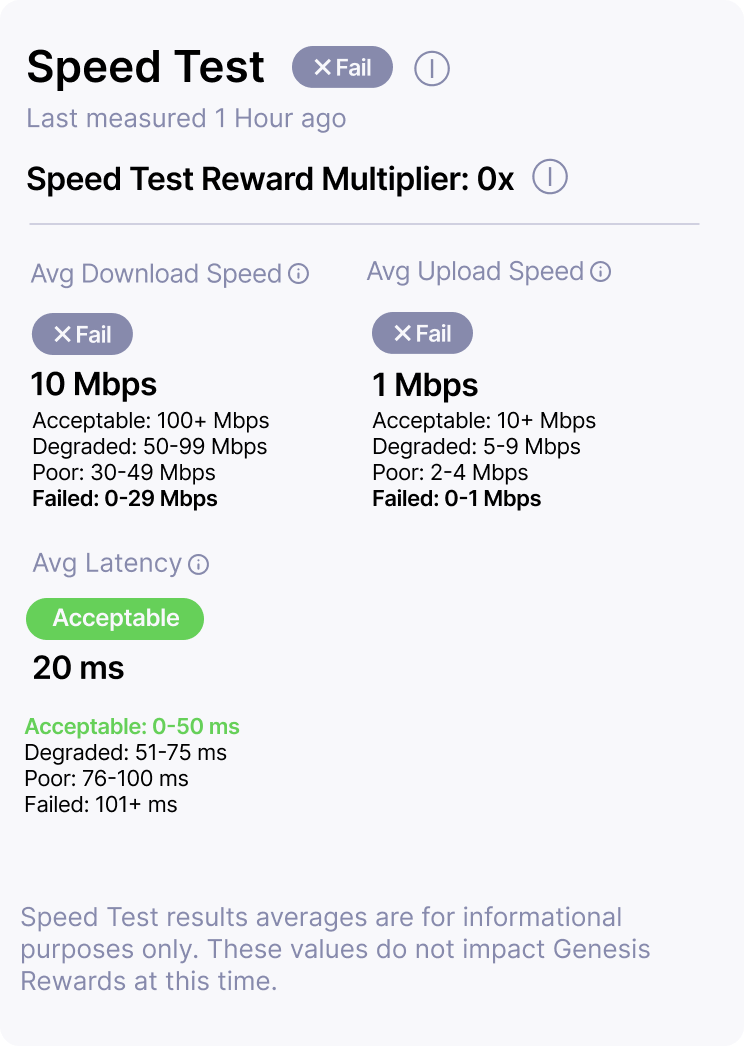 Speed Test ✕ Fail
Last measured 1 Hour ago
Speed Test Reward Multiplier: 0x
Avg Download Speed
✕ Fail
10 Mbps
Acceptable: 100+ Mbps
Degraded: 50-99 Mbps
Poor: 30-49 Mbps
Failed: 0-29 Mbps
Avg Upload Speed
✕ Fail
1 Mbps
Acceptable: 10+ Mbps
Degraded: 5-9 Mbps
Poor: 2-4 Mbps
Failed: 0-1 Mbps
Avg Latency
Acceptable
20 ms
Acceptable: 0-50 ms
Degraded: 51-75 ms
Poor: 76-100 ms
Failed: 101+ ms
Speed Test results averages are for informational
purposes only. These values do not impact Genesis
Rewards at this time.